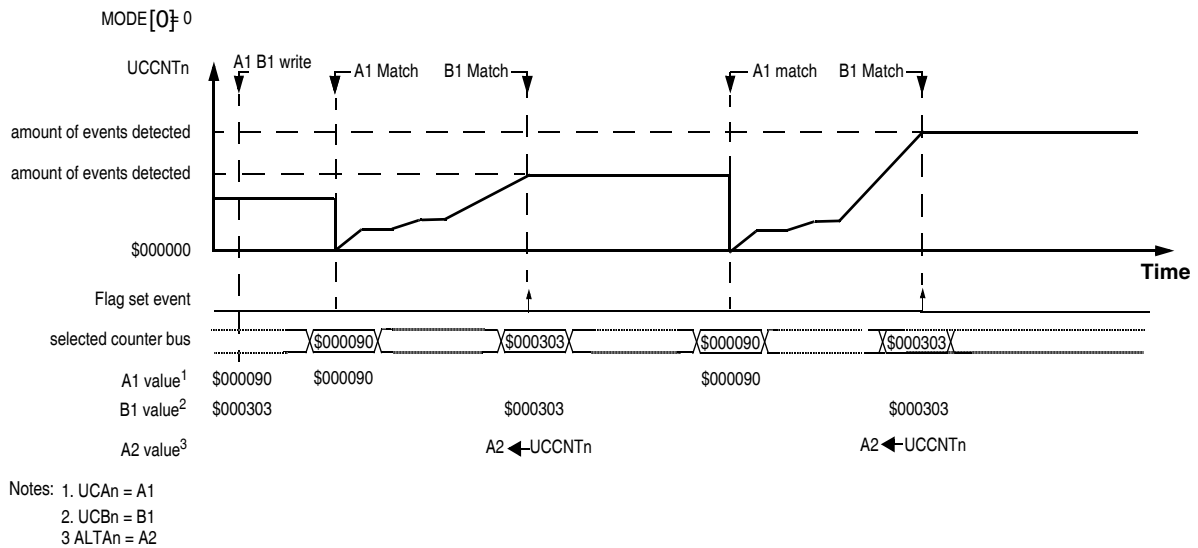 MODE[0]= 0
UCCNTn
A1 B1 write
A1 Match
B1 Match
A1 match
B1 Match
amount of events detected
amount of events detected
$000000
Time
Flag set event
selected counter bus
$000090
$000303
$000090
$000303
A1 value1 $000090 $000090 $000090
B1 value2 $000303 $000303 $000303
A2 value3 A2 UCCNTn A2 UCCNTn
Notes: 1. UCAn = A1
2. UCBn = B1
3 ALTAn = A2